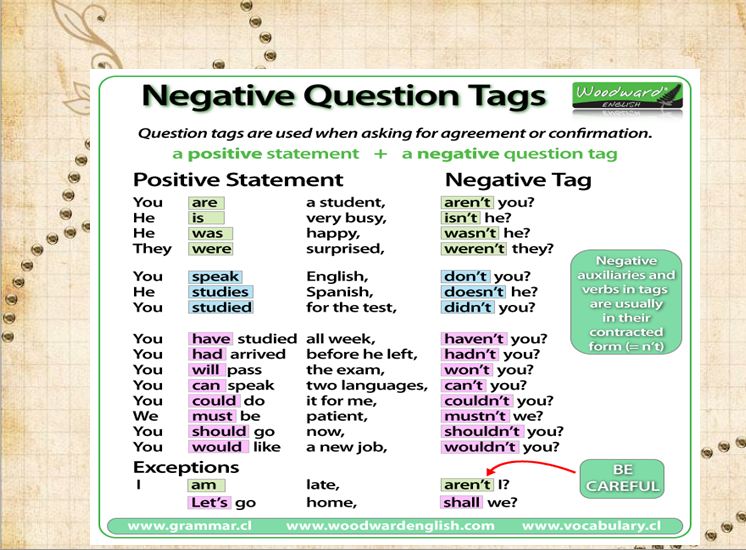 Negative Question Tags
Woodward®
ENGLISH
Question tags are used when asking for agreement or confirmation.
a positive statement + a negative question tag
Positive Statement Negative Tag
You are a student, aren't you?
He is very busy, isn't he?
He was happy, wasn't he?
They were surprised, weren't they?
You speak English, don't you?
He studies Spanish, doesn't he?
You studied for the test, didn't you?
Negative
auxiliaries and
verbs in tags
are usually
in their
contracted
form (= n't)
You have studied all week, haven't you?
You had arrived before he left, hadn't you?
You will pass the exam, won't you?
You can speak two languages, can't you?
You could do it for me, couldn't you?
We must be patient, mustn't we?
You should go now, shouldn't you?
You would like a new job, wouldn't you?
Exceptions
I am late, aren't I?
Let's go home, shall we?
BE
CAREFUL
www.grammar.cl www.woodwardenglish.com www.vocabulary.cl